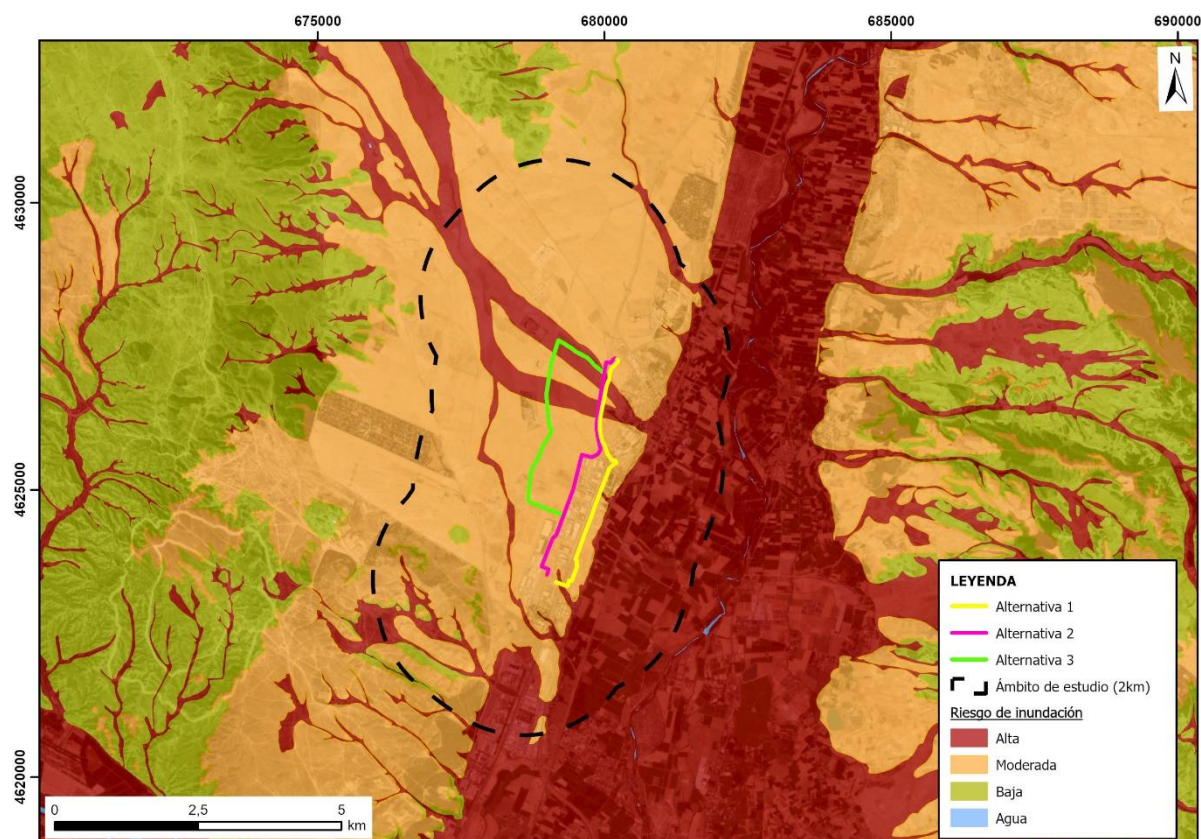 675000
680000
685000
690000
N
4630000
4625000
4620000
LEYENDA
Alternativa 1
Alternativa 2
Alternativa 3
Ámbito de estudio (2km)
Riesgo de inundación
Alta
Moderada
Baja
Agua
0 2,5 5
km